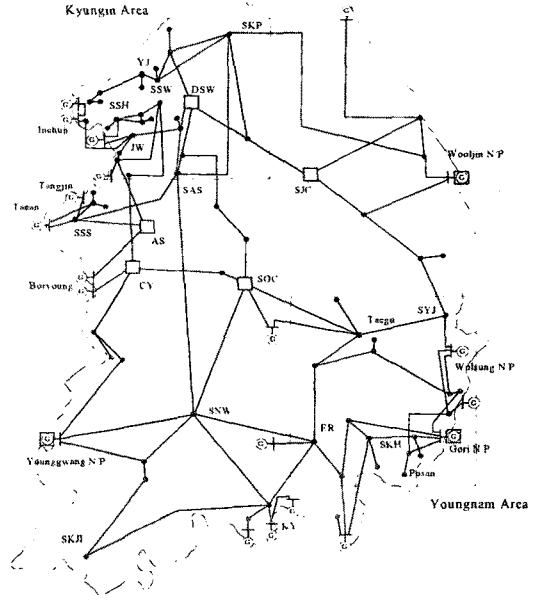 Kyungin Area
SKP
G
YJ
SSW
DSW
G
SSH
G
Inchun
G
JW
Wooljin N P
G
G
SJC
SAS
Tangjin
G
Taean
G
SSS
AS
G
Boryoung
G
CY
SOC
Taegu
SYJ
G
G
Wolsung N P
G
SNW
ER
G
G
SKH
G
Gori N P
Younggwang N P
Pusan
Youngnam Area
KY
SKJI
G
G
G
G